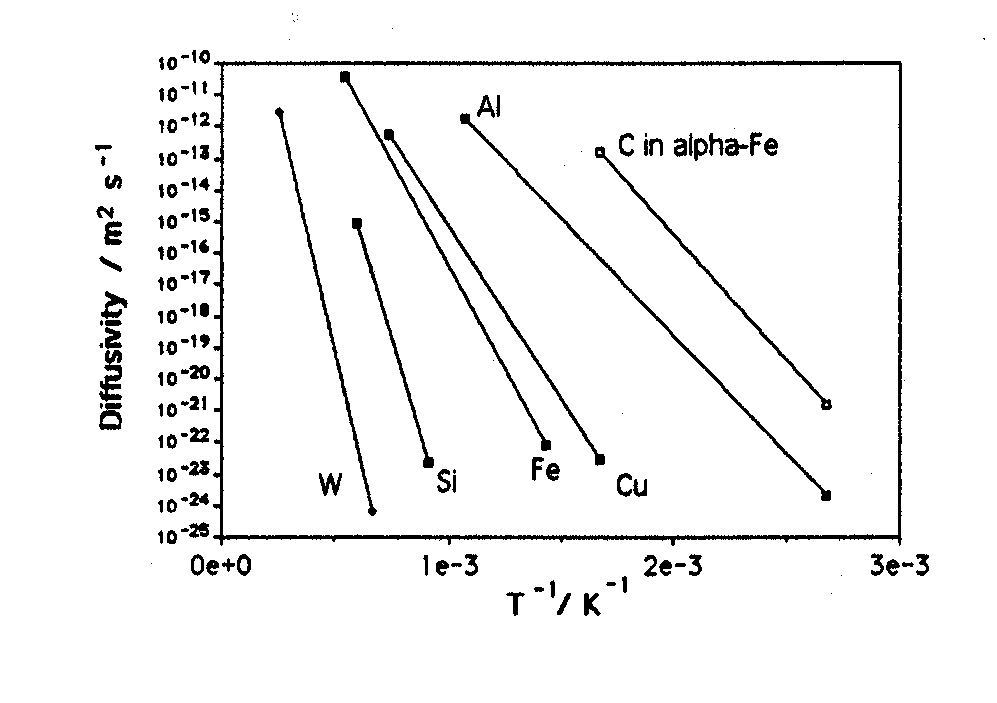 10⁻¹⁰
10⁻¹¹
10⁻¹²
10⁻¹³
10⁻¹⁴
10⁻¹⁵
10⁻¹⁶
10⁻¹⁷
10⁻¹⁸
10⁻¹⁹
10⁻²⁰
10⁻²¹
10⁻²²
10⁻²³
10⁻²⁴
10⁻²⁵
Diffusivity / m² s⁻¹
Al
C in alpha-Fe
W
Si
Fe
Cu
0e+0 1e-3 2e-3 3e-3
T⁻¹/ K⁻¹